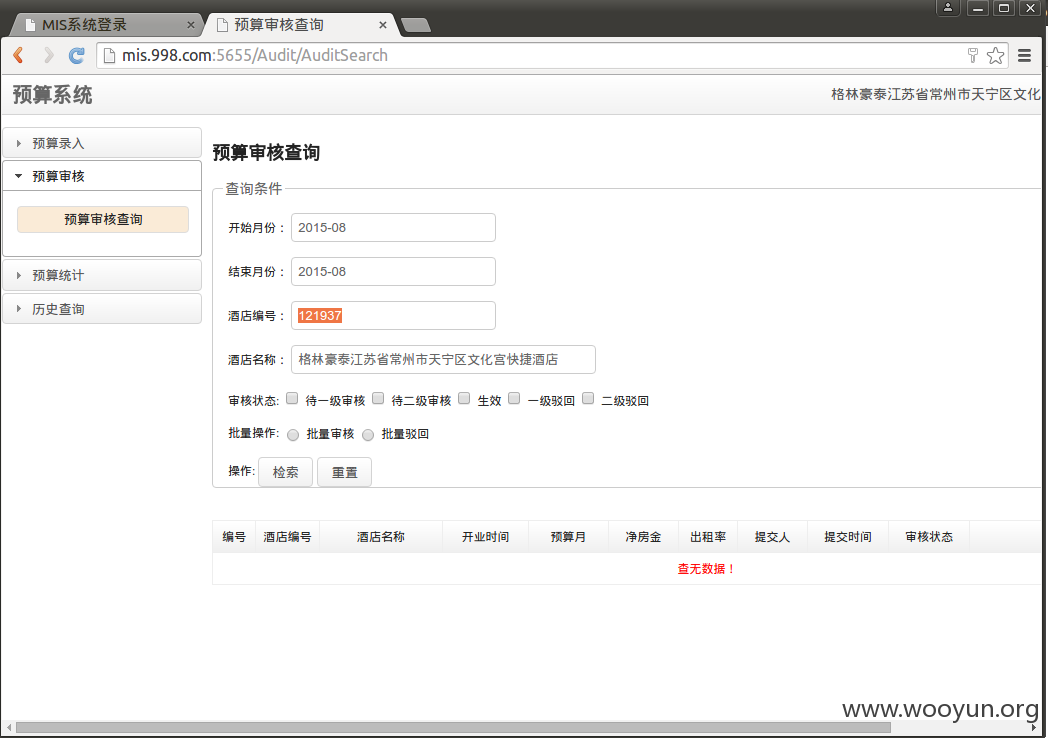 MIS系统登录
预算审核查询
mis.998.com:5655/Audit/AuditSearch
预算系统
格林豪泰江苏省常州市天宁区文化
预算录入
预算审核
预算审核查询
预算统计
历史查询
预算审核查询
查询条件
开始月份： 2015-08
结束月份： 2015-08
酒店编号： 121937
酒店名称： 格林豪泰江苏省常州市天宁区文化宫快捷酒店
审核状态: 待一级审核 待二级审核 生效 一级驳回 二级驳回
批量操作: 批量审核 批量驳回
操作: 检索 重置
编号 酒店编号 酒店名称 开业时间 预算月 净房金 出租率 提交人 提交时间 审核状态
查无数据！
www.wooyun.org